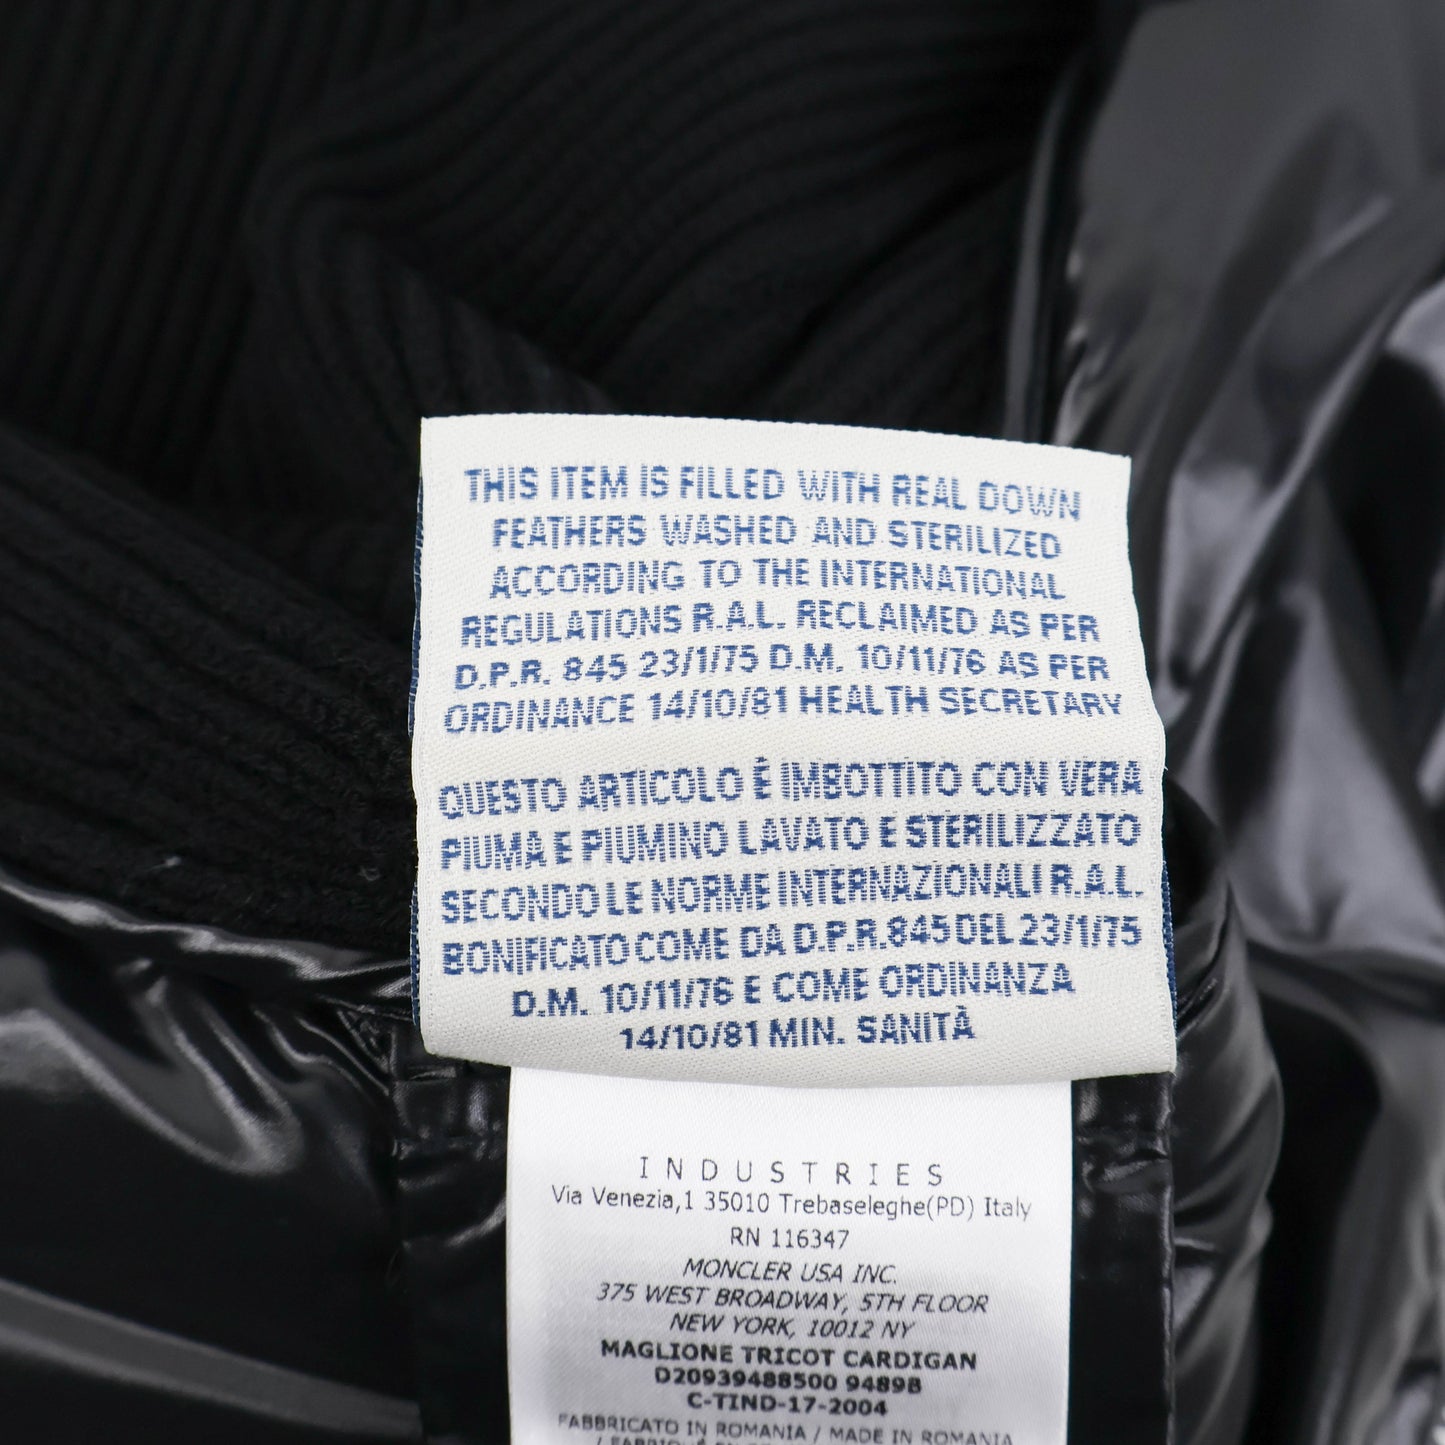 THIS ITEM IS FILLED WITH REAL DOWN
FEATHERS WASHED AND STERILIZED
ACCORDING TO THE INTERNATIONAL
REGULATIONS R.A.L. RECLAIMED AS PER
D.P.R. 845 23/1/75 D.M. 10/11/76 AS PER
ORDINANCE 14/10/81 HEALTH SECRETARY
QUESTO ARTICOLO È IMBOTTITO CON VERA
PIUMA E PIUMINO LAVATO E STERILIZZATO
SECONDO LE NORME INTERNAZIONALI R.A.L.
BONIFICATO COME DA D.P.R. 845 DEL 23/1/75
D.M. 10/11/76 E COME ORDINANZA
14/10/81 MIN. SANITÀ
INDUSTRIES
Via Venezia,1 35010 Trebaseleghe(PD) Italy
RN 116347
MONCLER USA INC.
375 WEST BROADWAY, 5TH FLOOR
NEW YORK, 10012 NY
MAGLIONE TRICOT CARDIGAN
D20939488500 9489B
C-TIND-17-2004
FABBRICATO IN ROMANIA / MADE IN ROMANIA